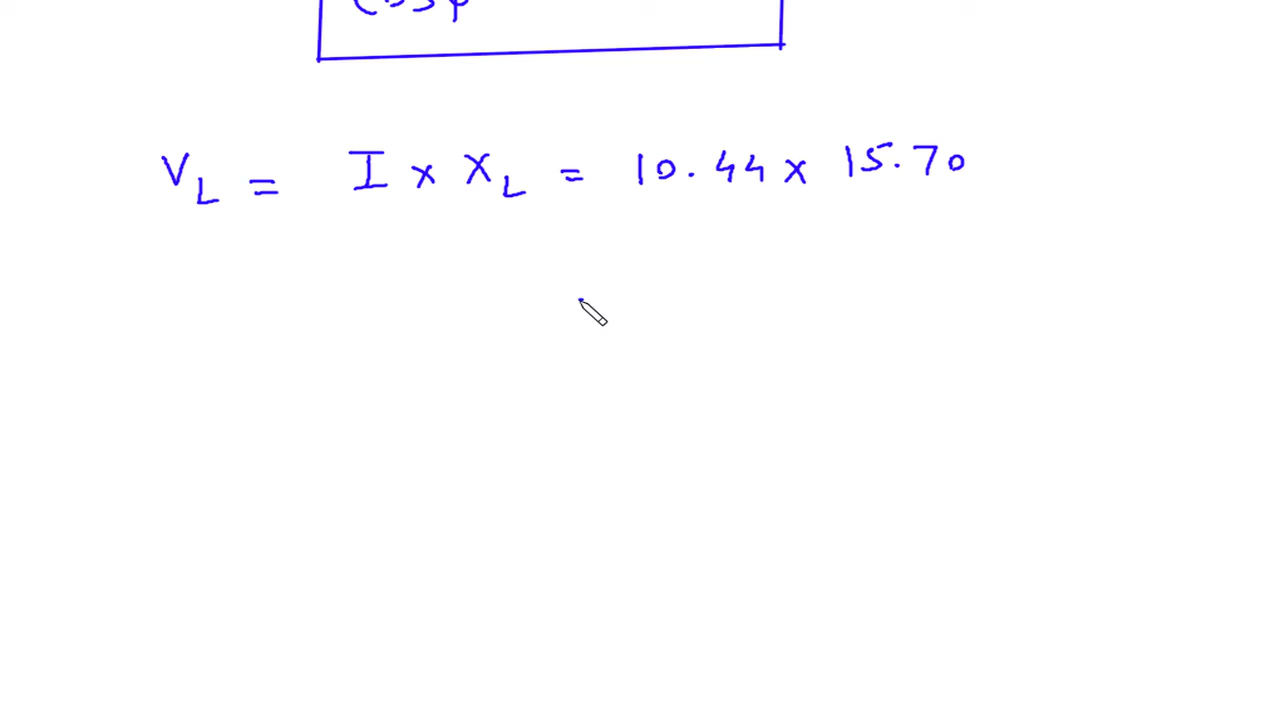 V_L = I x X_L = 10.44 x 15.70